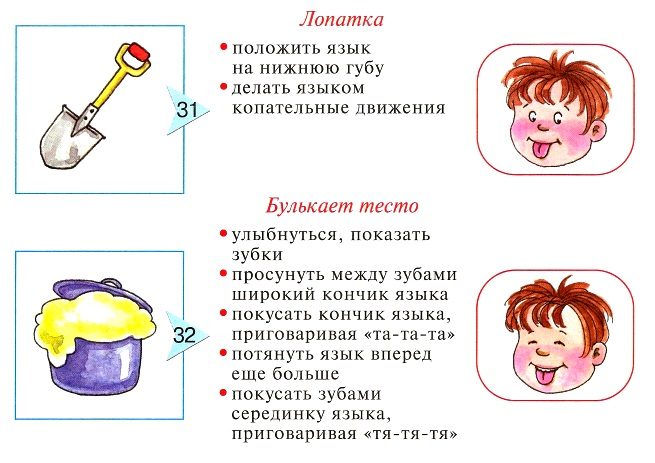 Лопатка
• положить язык
на нижнюю губу
• делать языком
копательные движения
31
Булькает тесто
• улыбнуться, показать
зубки
• просунуть между зубами
широкий кончик языка
• покусать кончик языка,
приговаривая «та-та-та»
• потянуть язык вперед
еще больше
• покусать зубами
серединку языка,
приговаривая «тя-тя-тя»
32